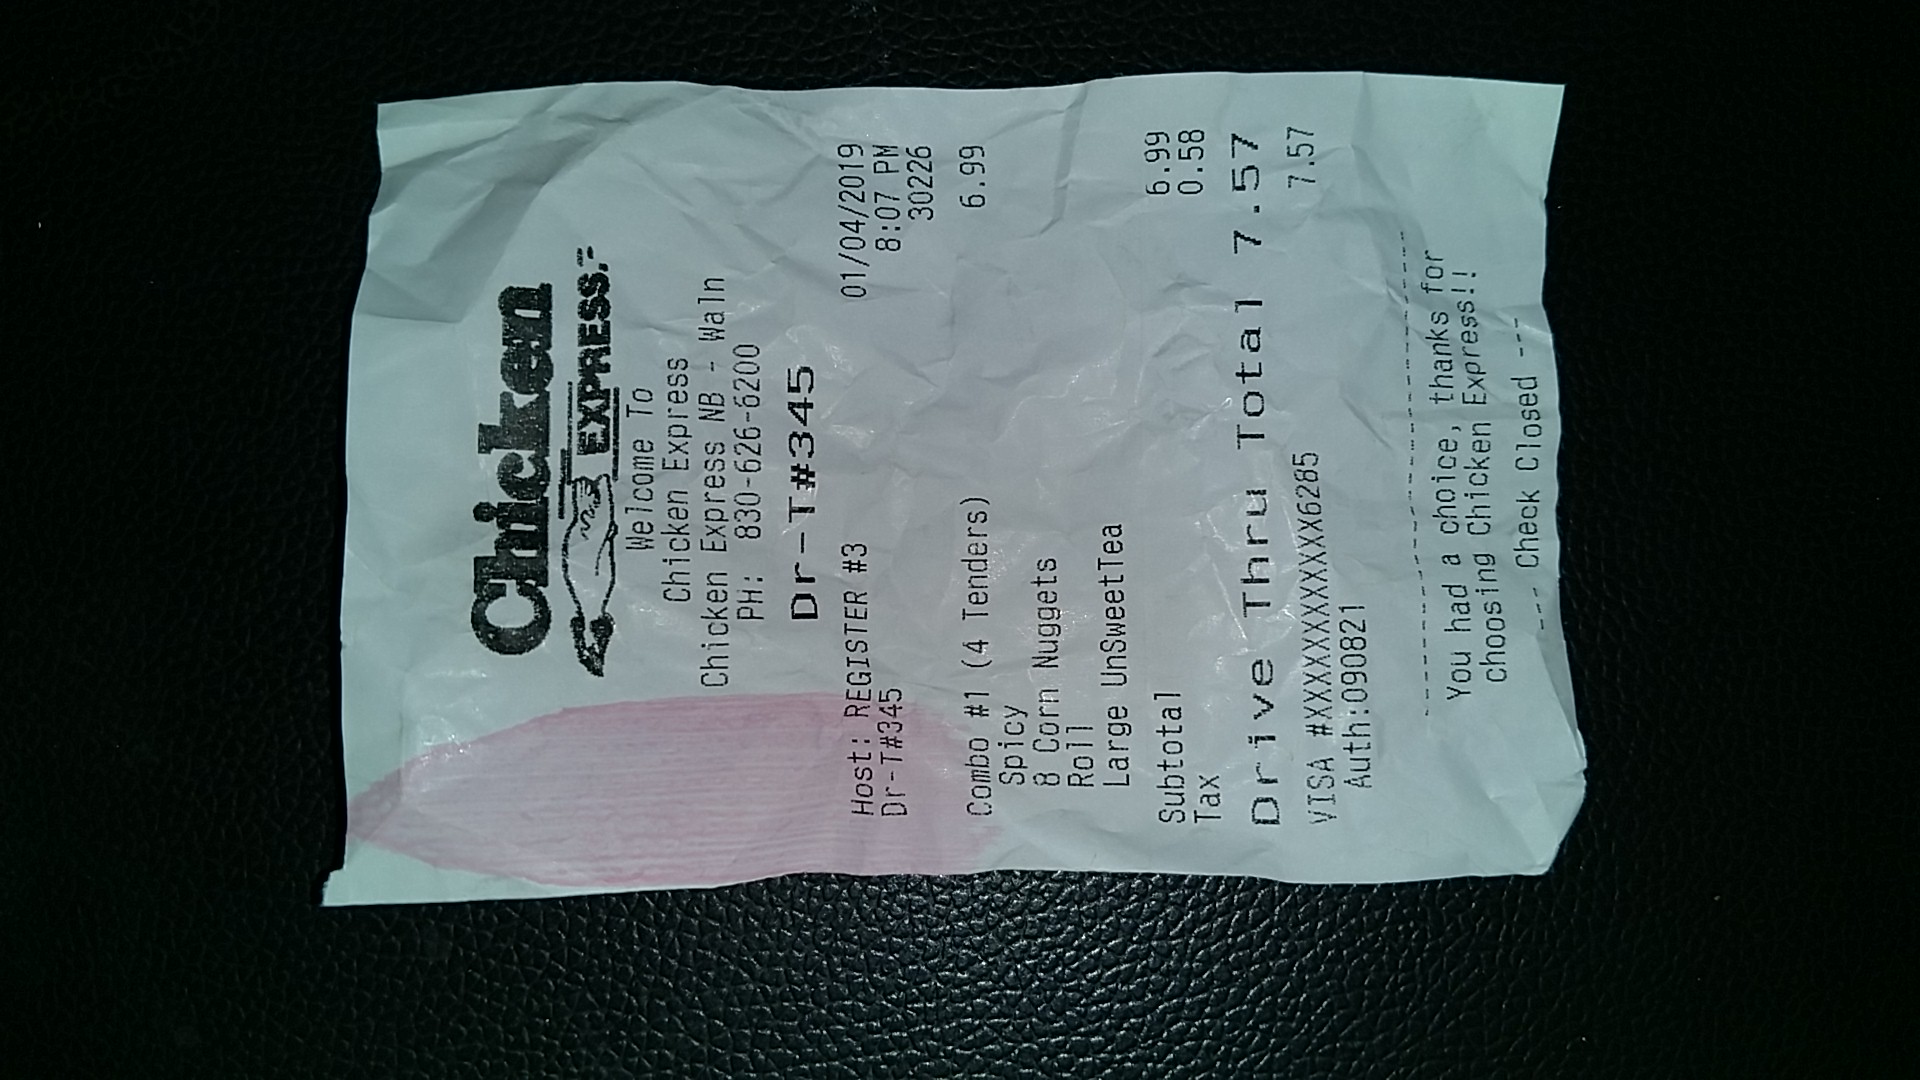 Chicken
EXPRESS
Welcome To
Chicken Express
Chicken Express NB - Waln
PH: 830-626-6200
Dr-T#345
Host: REGISTER #3 01/04/2019
Dr-T#345 8:07 PM
30226
Combo #1 (4 Tenders) 6.99
Spicy
8 Corn Nuggets
Roll
Large UnSweetTea
Subtotal 6.99
Tax 0.58
Drive Thru Total 7.57
VISA #XXXXXXXXXXXX6285 7.57
Auth:090821
--------------------------------
You had a choice, thanks for
choosing Chicken Express!!
--- Check Closed ---